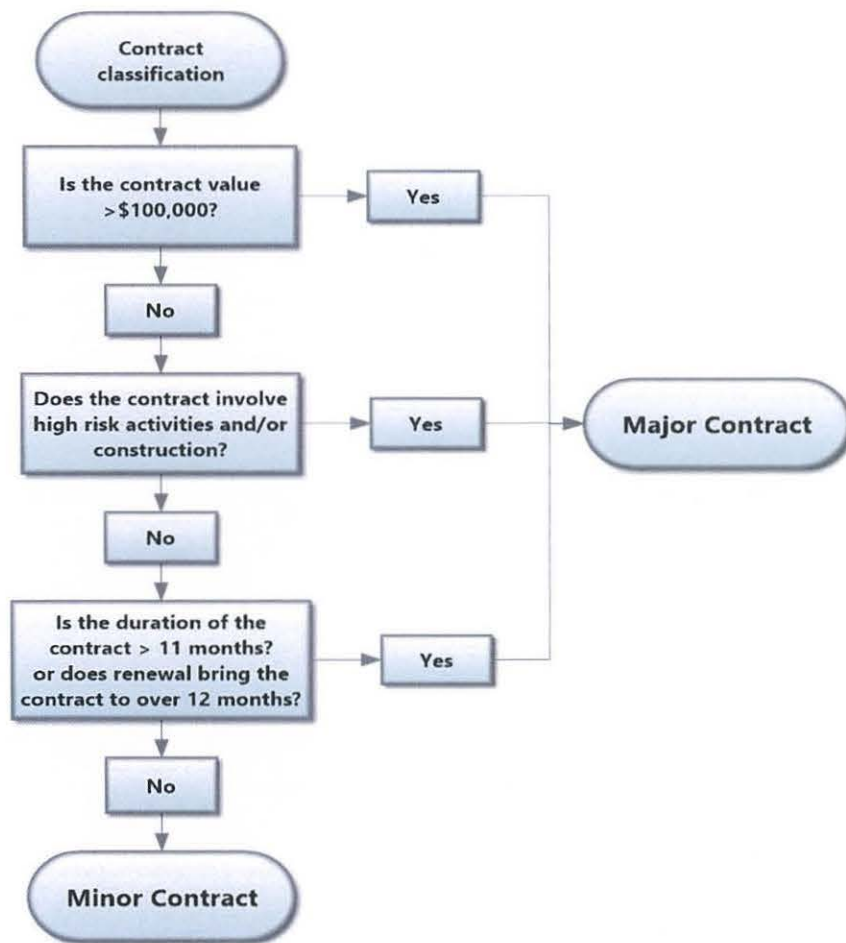 Contract
classification
Is the contract value
>$100,000?
Yes
No
Does the contract involve
high risk activities and/or
construction?
Yes
Major Contract
No
Is the duration of the
contract > 11 months?
or does renewal bring the
contract to over 12 months?
Yes
No
Minor Contract